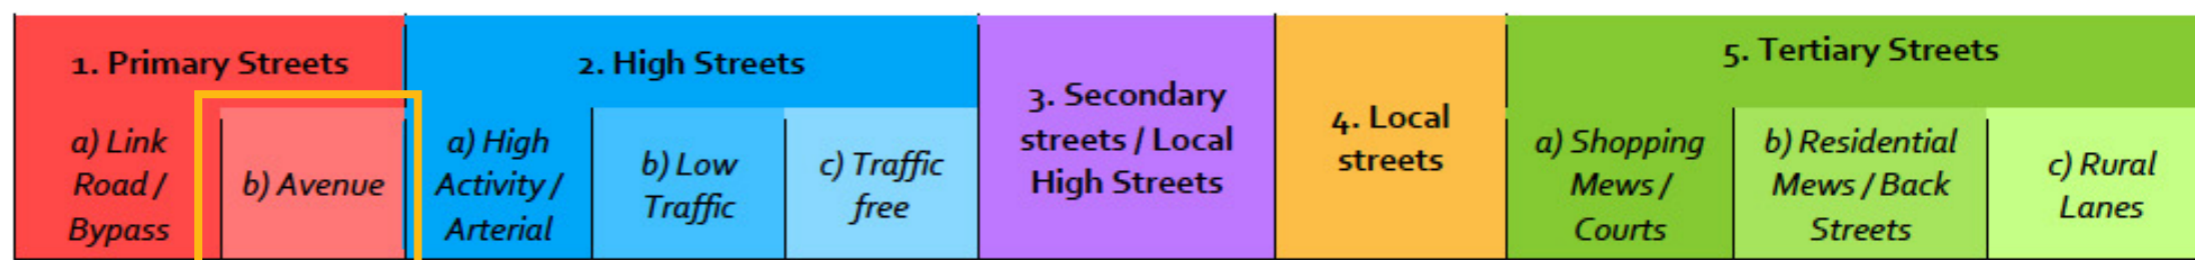 1. Primary Streets
a) Link
Road /
Bypass
b) Avenue
2. High Streets
a) High
Activity /
Arterial
b) Low
Traffic
c) Traffic
free
3. Secondary
streets / Local
High Streets
4. Local
streets
5. Tertiary Streets
a) Shopping
Mews /
Courts
b) Residential
Mews / Back
Streets
c) Rural
Lanes